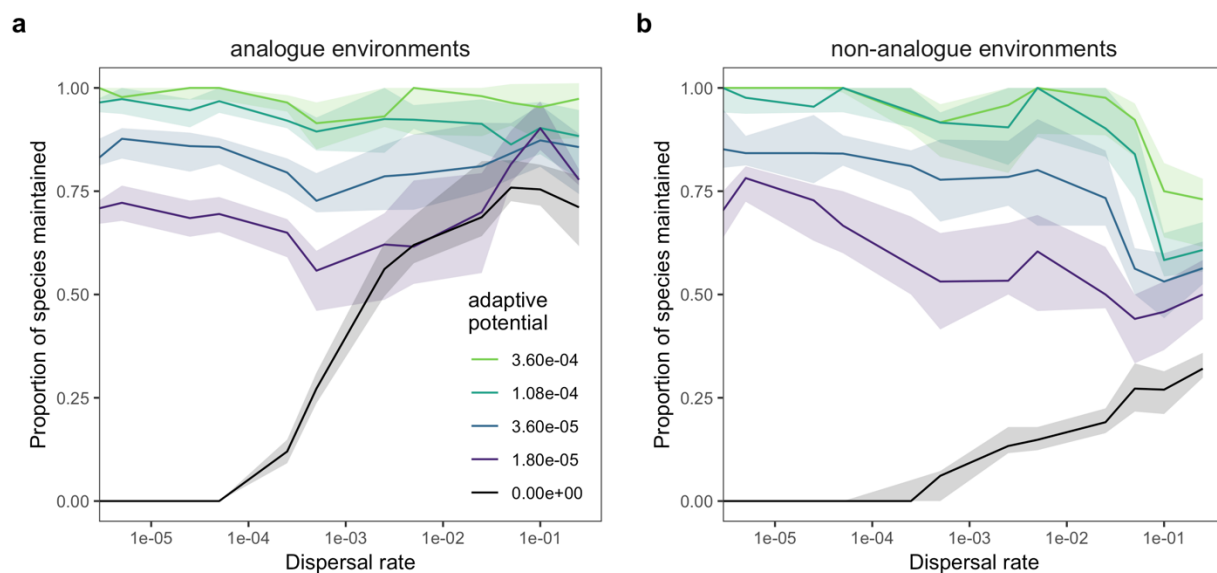 a
analogue environments
Proportion of species maintained
1.00
0.75
0.50
0.25
0.00
adaptive
potential
3.60e-04
1.08e-04
3.60e-05
1.80e-05
0.00e+00
1e-05 1e-04 1e-03 1e-02 1e-01
Dispersal rate
b
non-analogue environments
Proportion of species maintained
1.00
0.75
0.50
0.25
0.00
1e-05 1e-04 1e-03 1e-02 1e-01
Dispersal rate